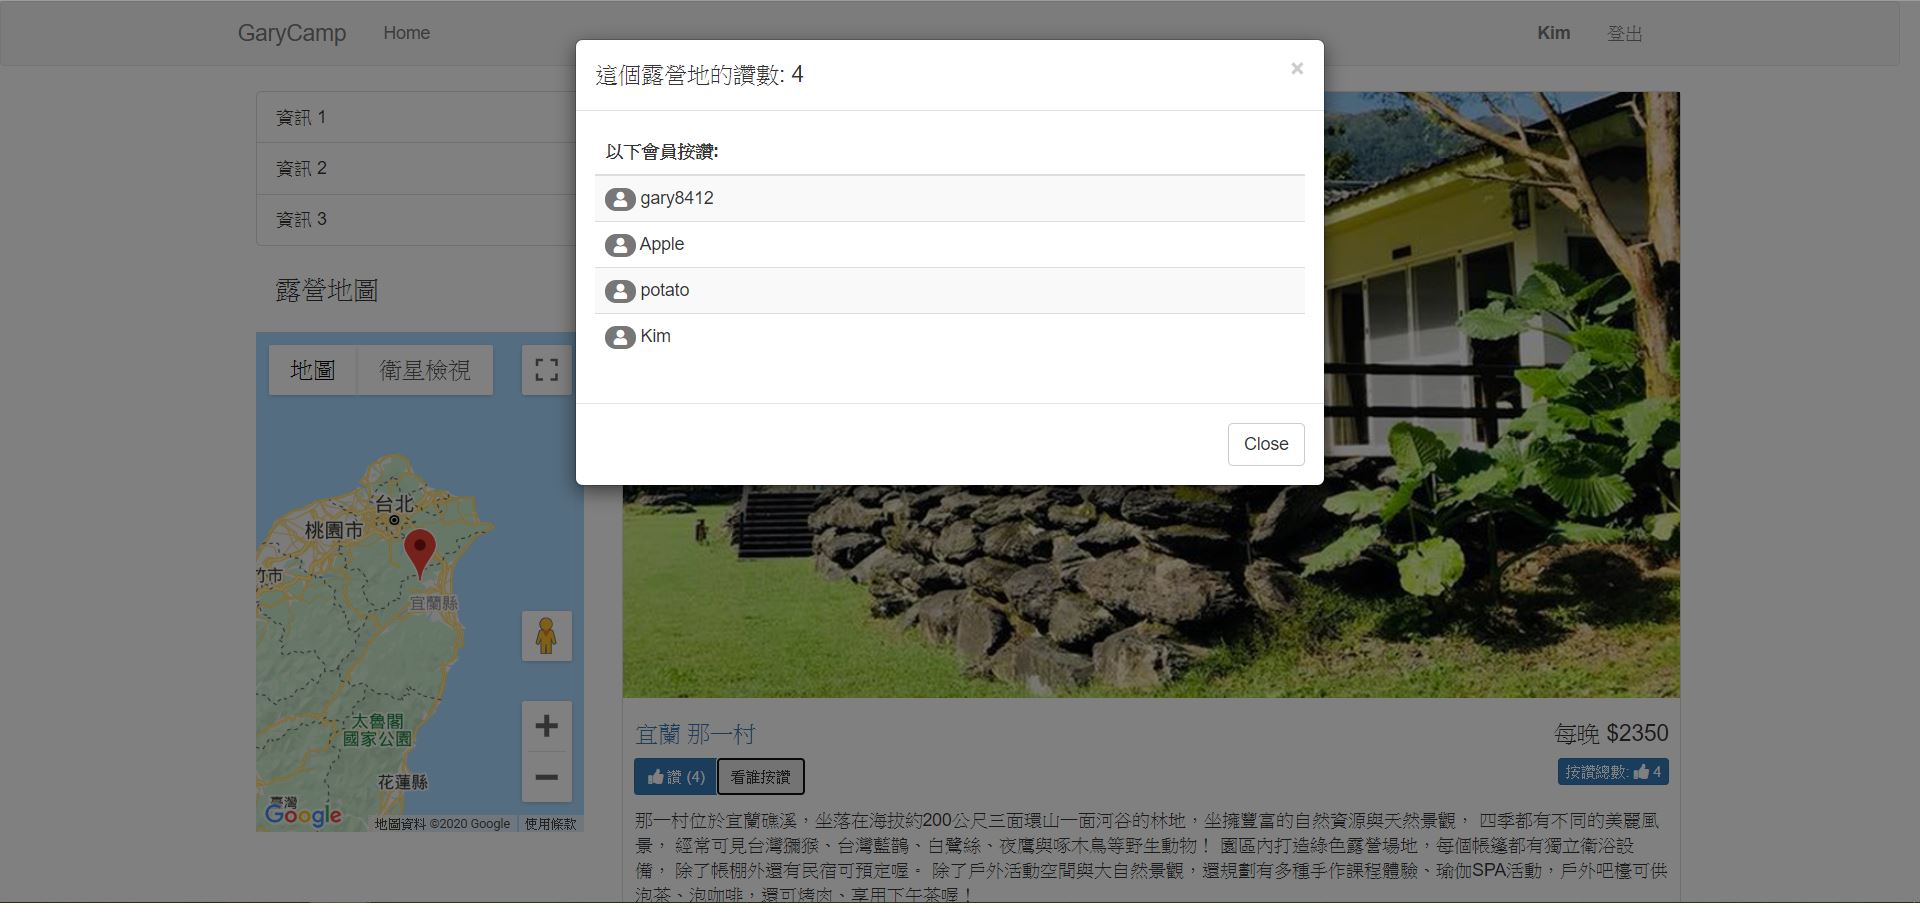 GaryCamp Home Kim 登出
這個露營地的讚數: 4 ×
以下會員按讚:
gary8412
Apple
potato
Kim
Close
資訊 1
資訊 2
資訊 3
露營地圖
地圖 衛星檢視
台北
桃園市
竹市
宜蘭縣
太魯閣
國家公園
花蓮縣
臺灣
Google 地圖資料 ©2020 Google 使用條款
宜蘭 那一村 每晚 $2350
讚 (4) 看誰按讚 按讚總數: 4
那一村位於宜蘭礁溪，坐落在海拔約200公尺三面環山一面河谷的林地，坐擁豐富的自然資源與天然景觀， 四季都有不同的美麗風
景， 經常可見台灣獼猴、台灣藍鵲、白鷺絲、夜鷹與啄木鳥等野生動物！ 園區內打造綠色露營場地，每個帳篷都有獨立衛浴設
備， 除了帳棚外還有民宿可預定喔。 除了戶外活動空間與大自然景觀，還規劃有多種手作課程體驗、瑜伽SPA活動，戶外吧檯可供
泡茶、泡咖啡，還可烤肉、享用下午茶喔！